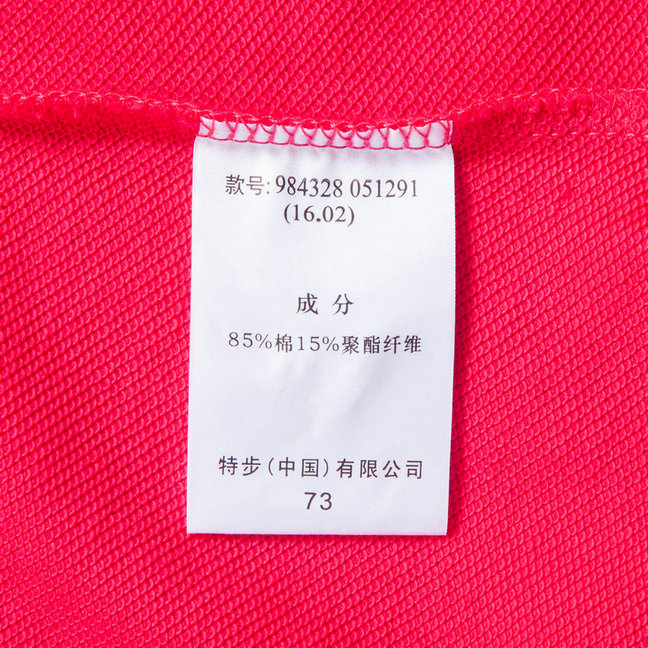 款号:984328 051291
(16.02)
成 分
85%棉15%聚酯纤维
特步(中国)有限公司
73